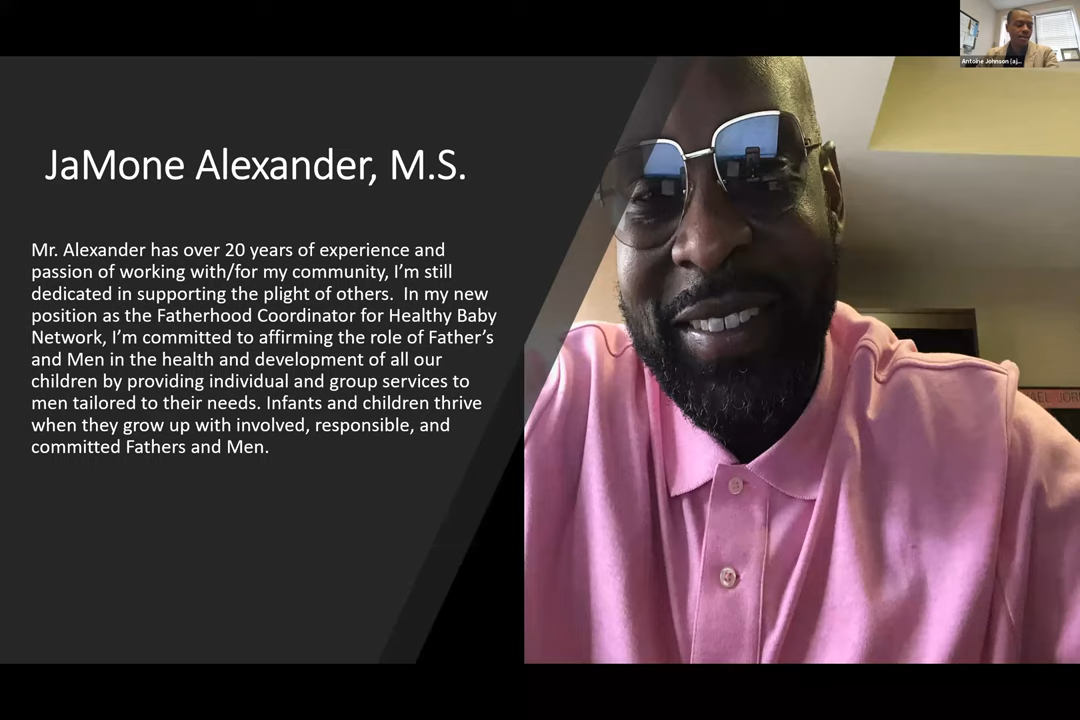 Antoine Johnson (aj...
JaMone Alexander, M.S.
Mr. Alexander has over 20 years of experience and
passion of working with/for my community, I'm still
dedicated in supporting the plight of others.  In my new
position as the Fatherhood Coordinator for Healthy Baby
Network, I'm committed to affirming the role of Father's
and Men in the health and development of all our
children by providing individual and group services to
men tailored to their needs. Infants and children thrive
when they grow up with involved, responsible, and
committed Fathers and Men.